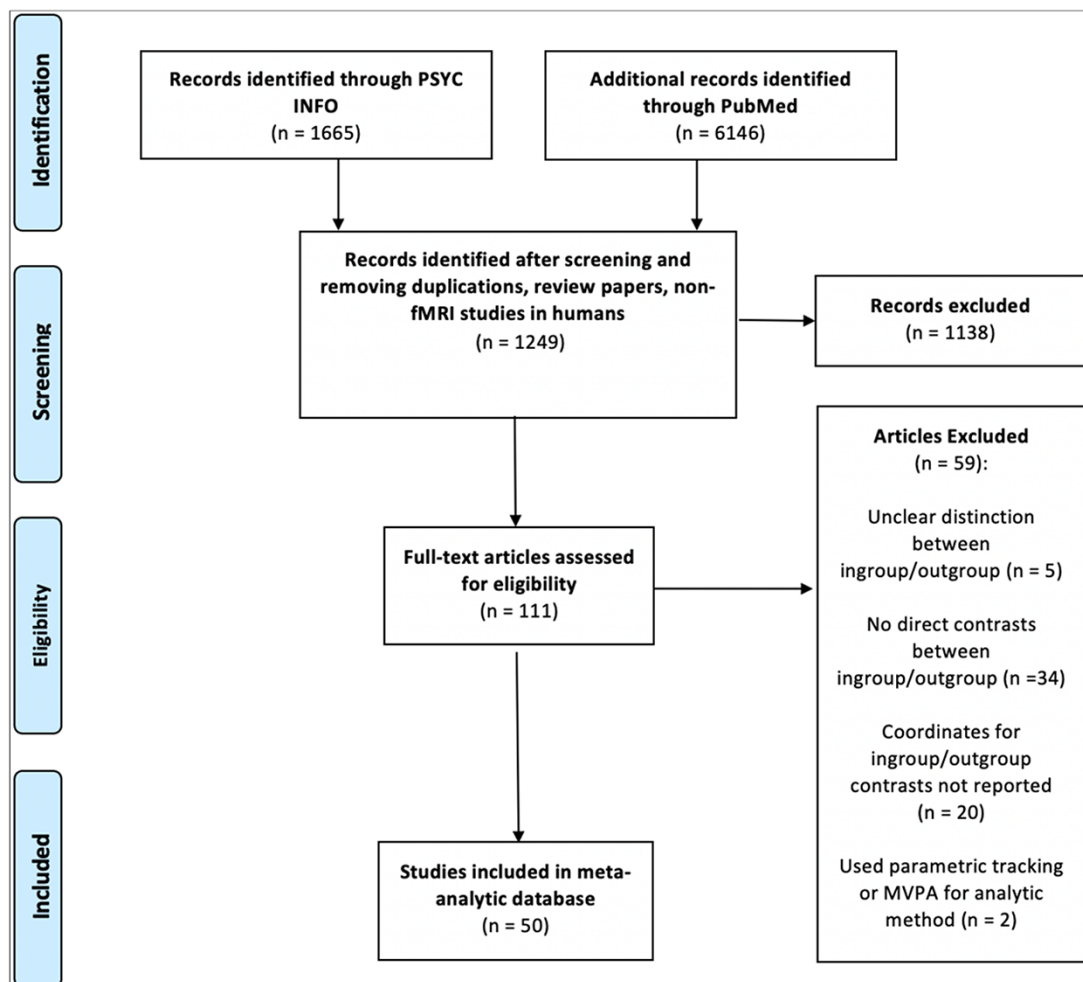 Identification
Records identified through PSYC
INFO
(n = 1665)
Additional records identified
through PubMed
(n = 6146)
Screening
Records identified after screening and
removing duplications, review papers, non-
fMRI studies in humans
(n = 1249)
Records excluded
(n = 1138)
Eligibility
Full-text articles assessed
for eligibility
(n = 111)
Articles Excluded
(n = 59):
Unclear distinction
between
ingroup/outgroup (n = 5)
No direct contrasts
between
ingroup/outgroup (n =34)
Coordinates for
ingroup/outgroup
contrasts not reported
(n = 20)
Used parametric tracking
or MVPA for analytic
method (n = 2)
Included
Studies included in meta-
analytic database
(n = 50)